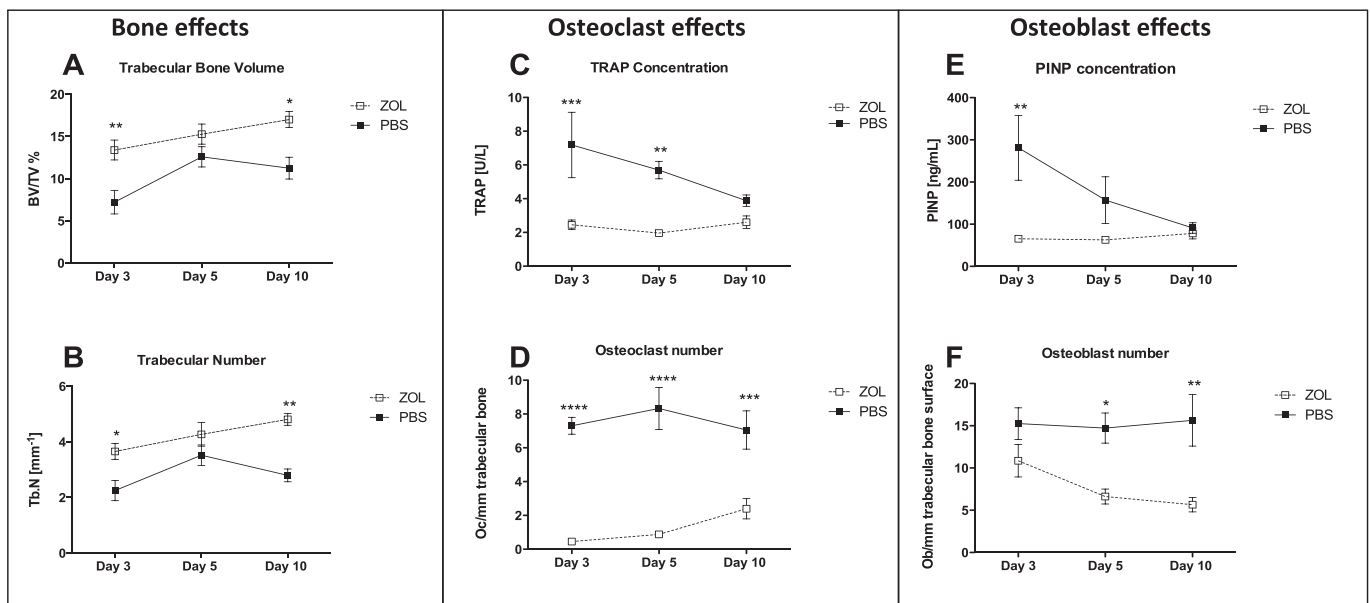 Bone effects
A
Trabecular Bone Volume
BV/TV %
20
15
10
5
0
**
*
Day 3
Day 5
Day 10
ZOL
PBS
B
Trabecular Number
Tb.N [mm⁻¹]
6
4
2
0
*
**
Day 3
Day 5
Day 10
ZOL
PBS
Osteoclast effects
C
TRAP Concentration
TRAP [U/L]
10
8
6
4
2
0
***
**
Day 3
Day 5
Day 10
ZOL
PBS
D
Osteoclast number
Oc/mm trabecular bone
10
8
6
4
2
0
****
****
***
Day 3
Day 5
Day 10
ZOL
PBS
Osteoblast effects
E
PINP concentration
PINP [ng/mL]
400
300
200
100
0
**
Day 3
Day 5
Day 10
ZOL
PBS
F
Osteoblast number
Ob/mm trabecular bone surface
20
15
10
5
0
*
**
Day 3
Day 5
Day 10
ZOL
PBS